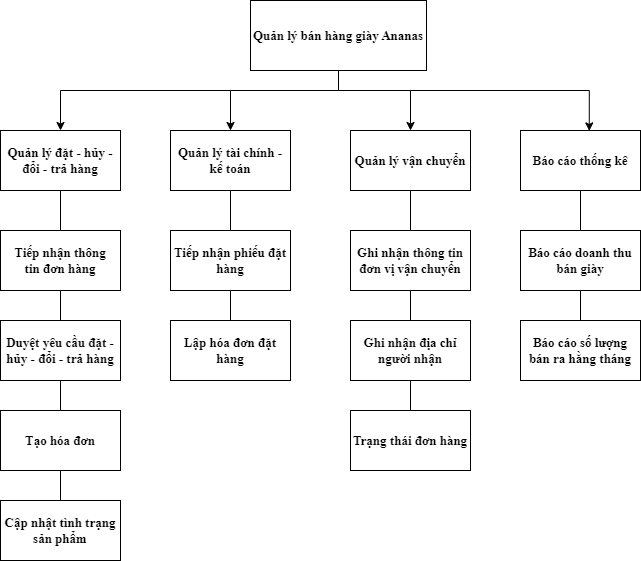 Quản lý bán hàng giày Ananas
Quản lý đặt - hủy -
đổi - trả hàng
Quản lý tài chính -
kế toán
Quản lý vận chuyển
Báo cáo thống kê
Tiếp nhận thông
tin đơn hàng
Tiếp nhận phiếu đặt
hàng
Ghi nhận thông tin
đơn vị vận chuyển
Báo cáo doanh thu
bán giày
Duyệt yêu cầu đặt -
hủy - đổi - trả hàng
Lập hóa đơn đặt
hàng
Ghi nhận địa chỉ
người nhận
Báo cáo số lượng
bán ra hằng tháng
Tạo hóa đơn
Trạng thái đơn hàng
Cập nhật tình trạng
sản phẩm